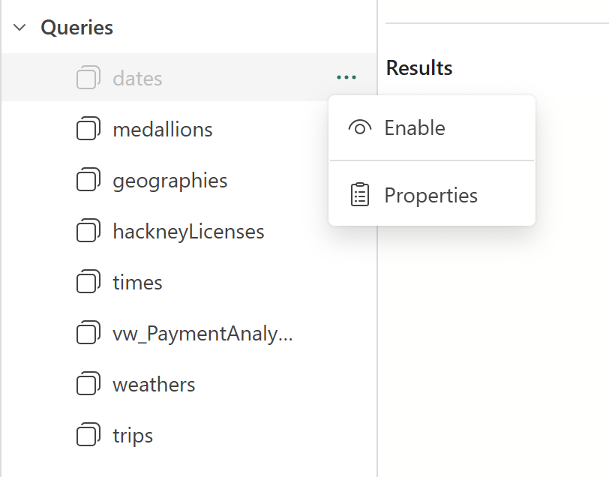 Queries
dates
Results
medallions
Enable
geographies
Properties
hackneyLicenses
times
vw_PaymentAnaly...
weathers
trips